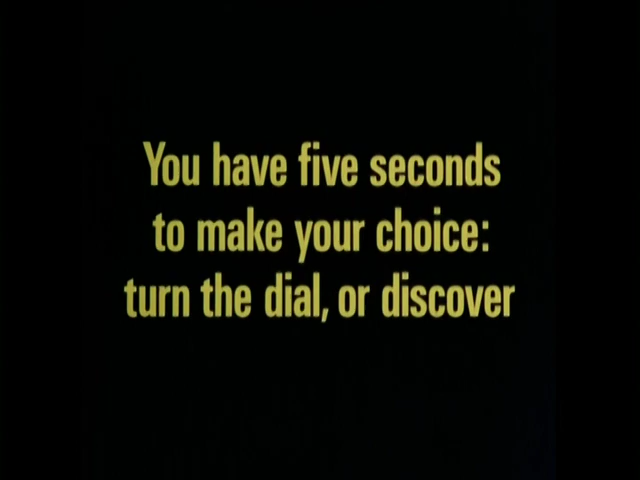 You have five seconds
to make your choice:
turn the dial, or discover